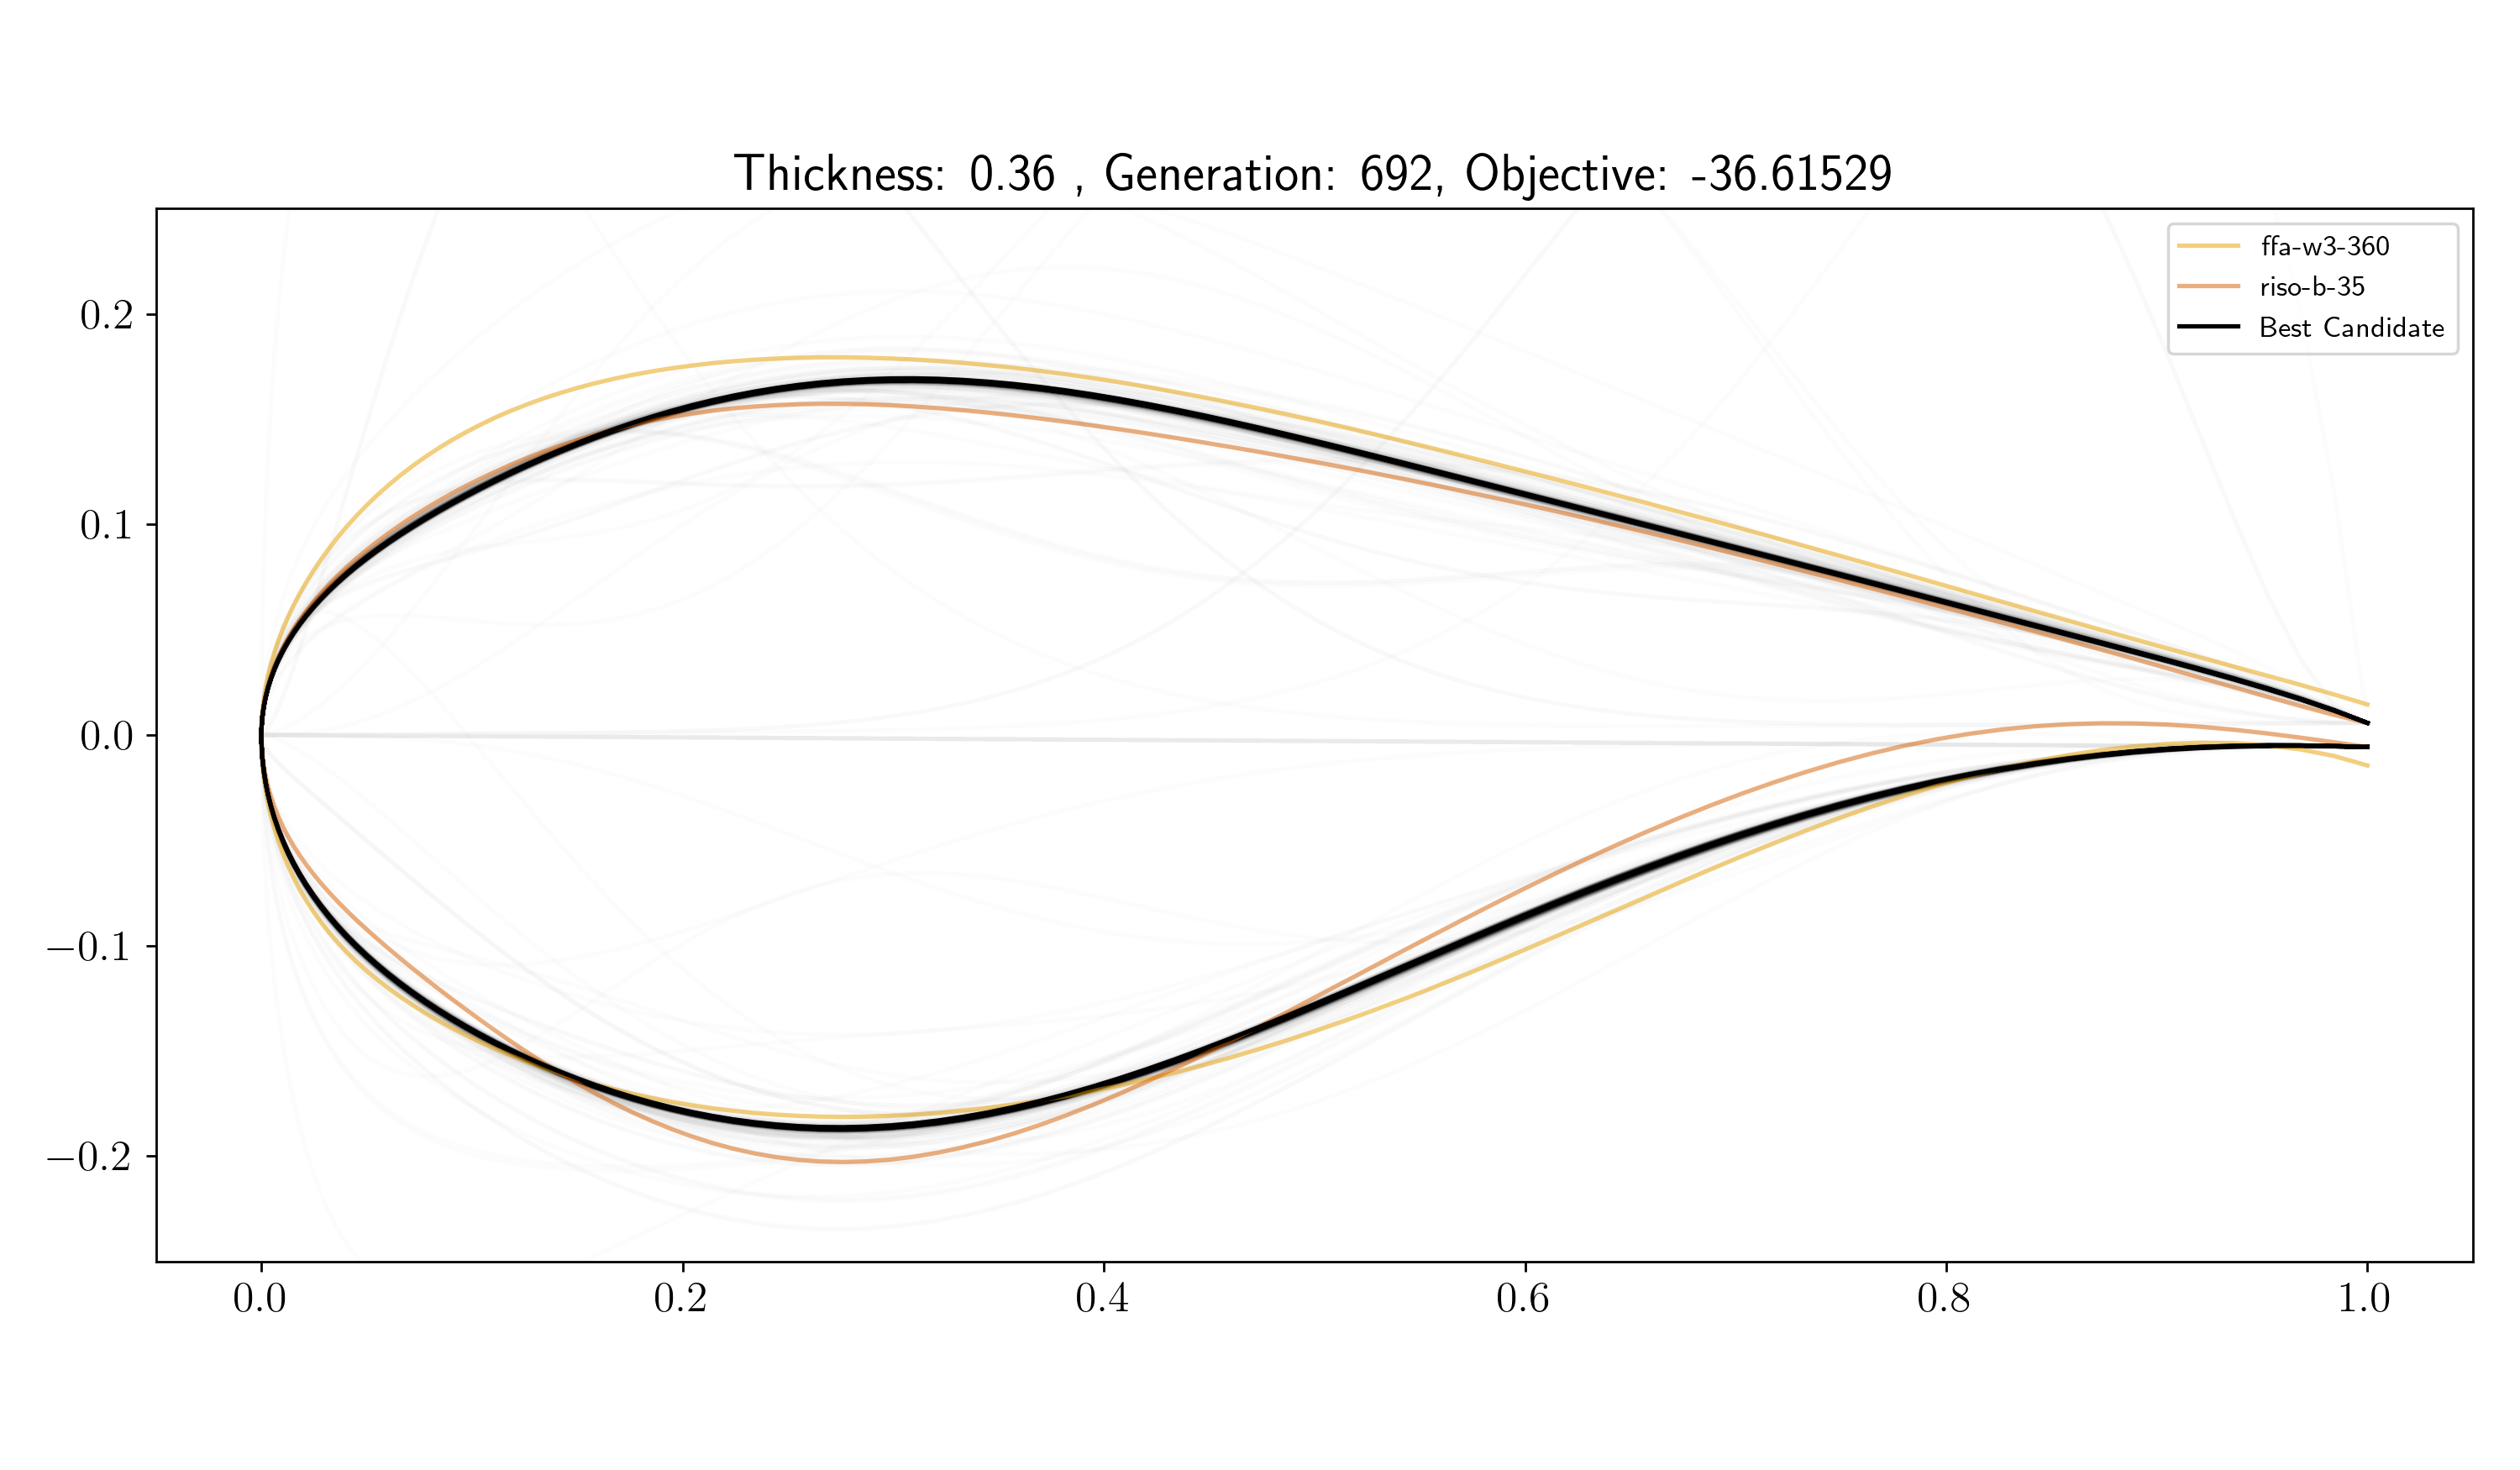 Thickness: 0.36 , Generation: 692, Objective: -36.61529
ffa-w3-360
riso-b-35
Best Candidate
0.2
0.1
0.0
−0.1
−0.2
0.0 0.2 0.4 0.6 0.8 1.0